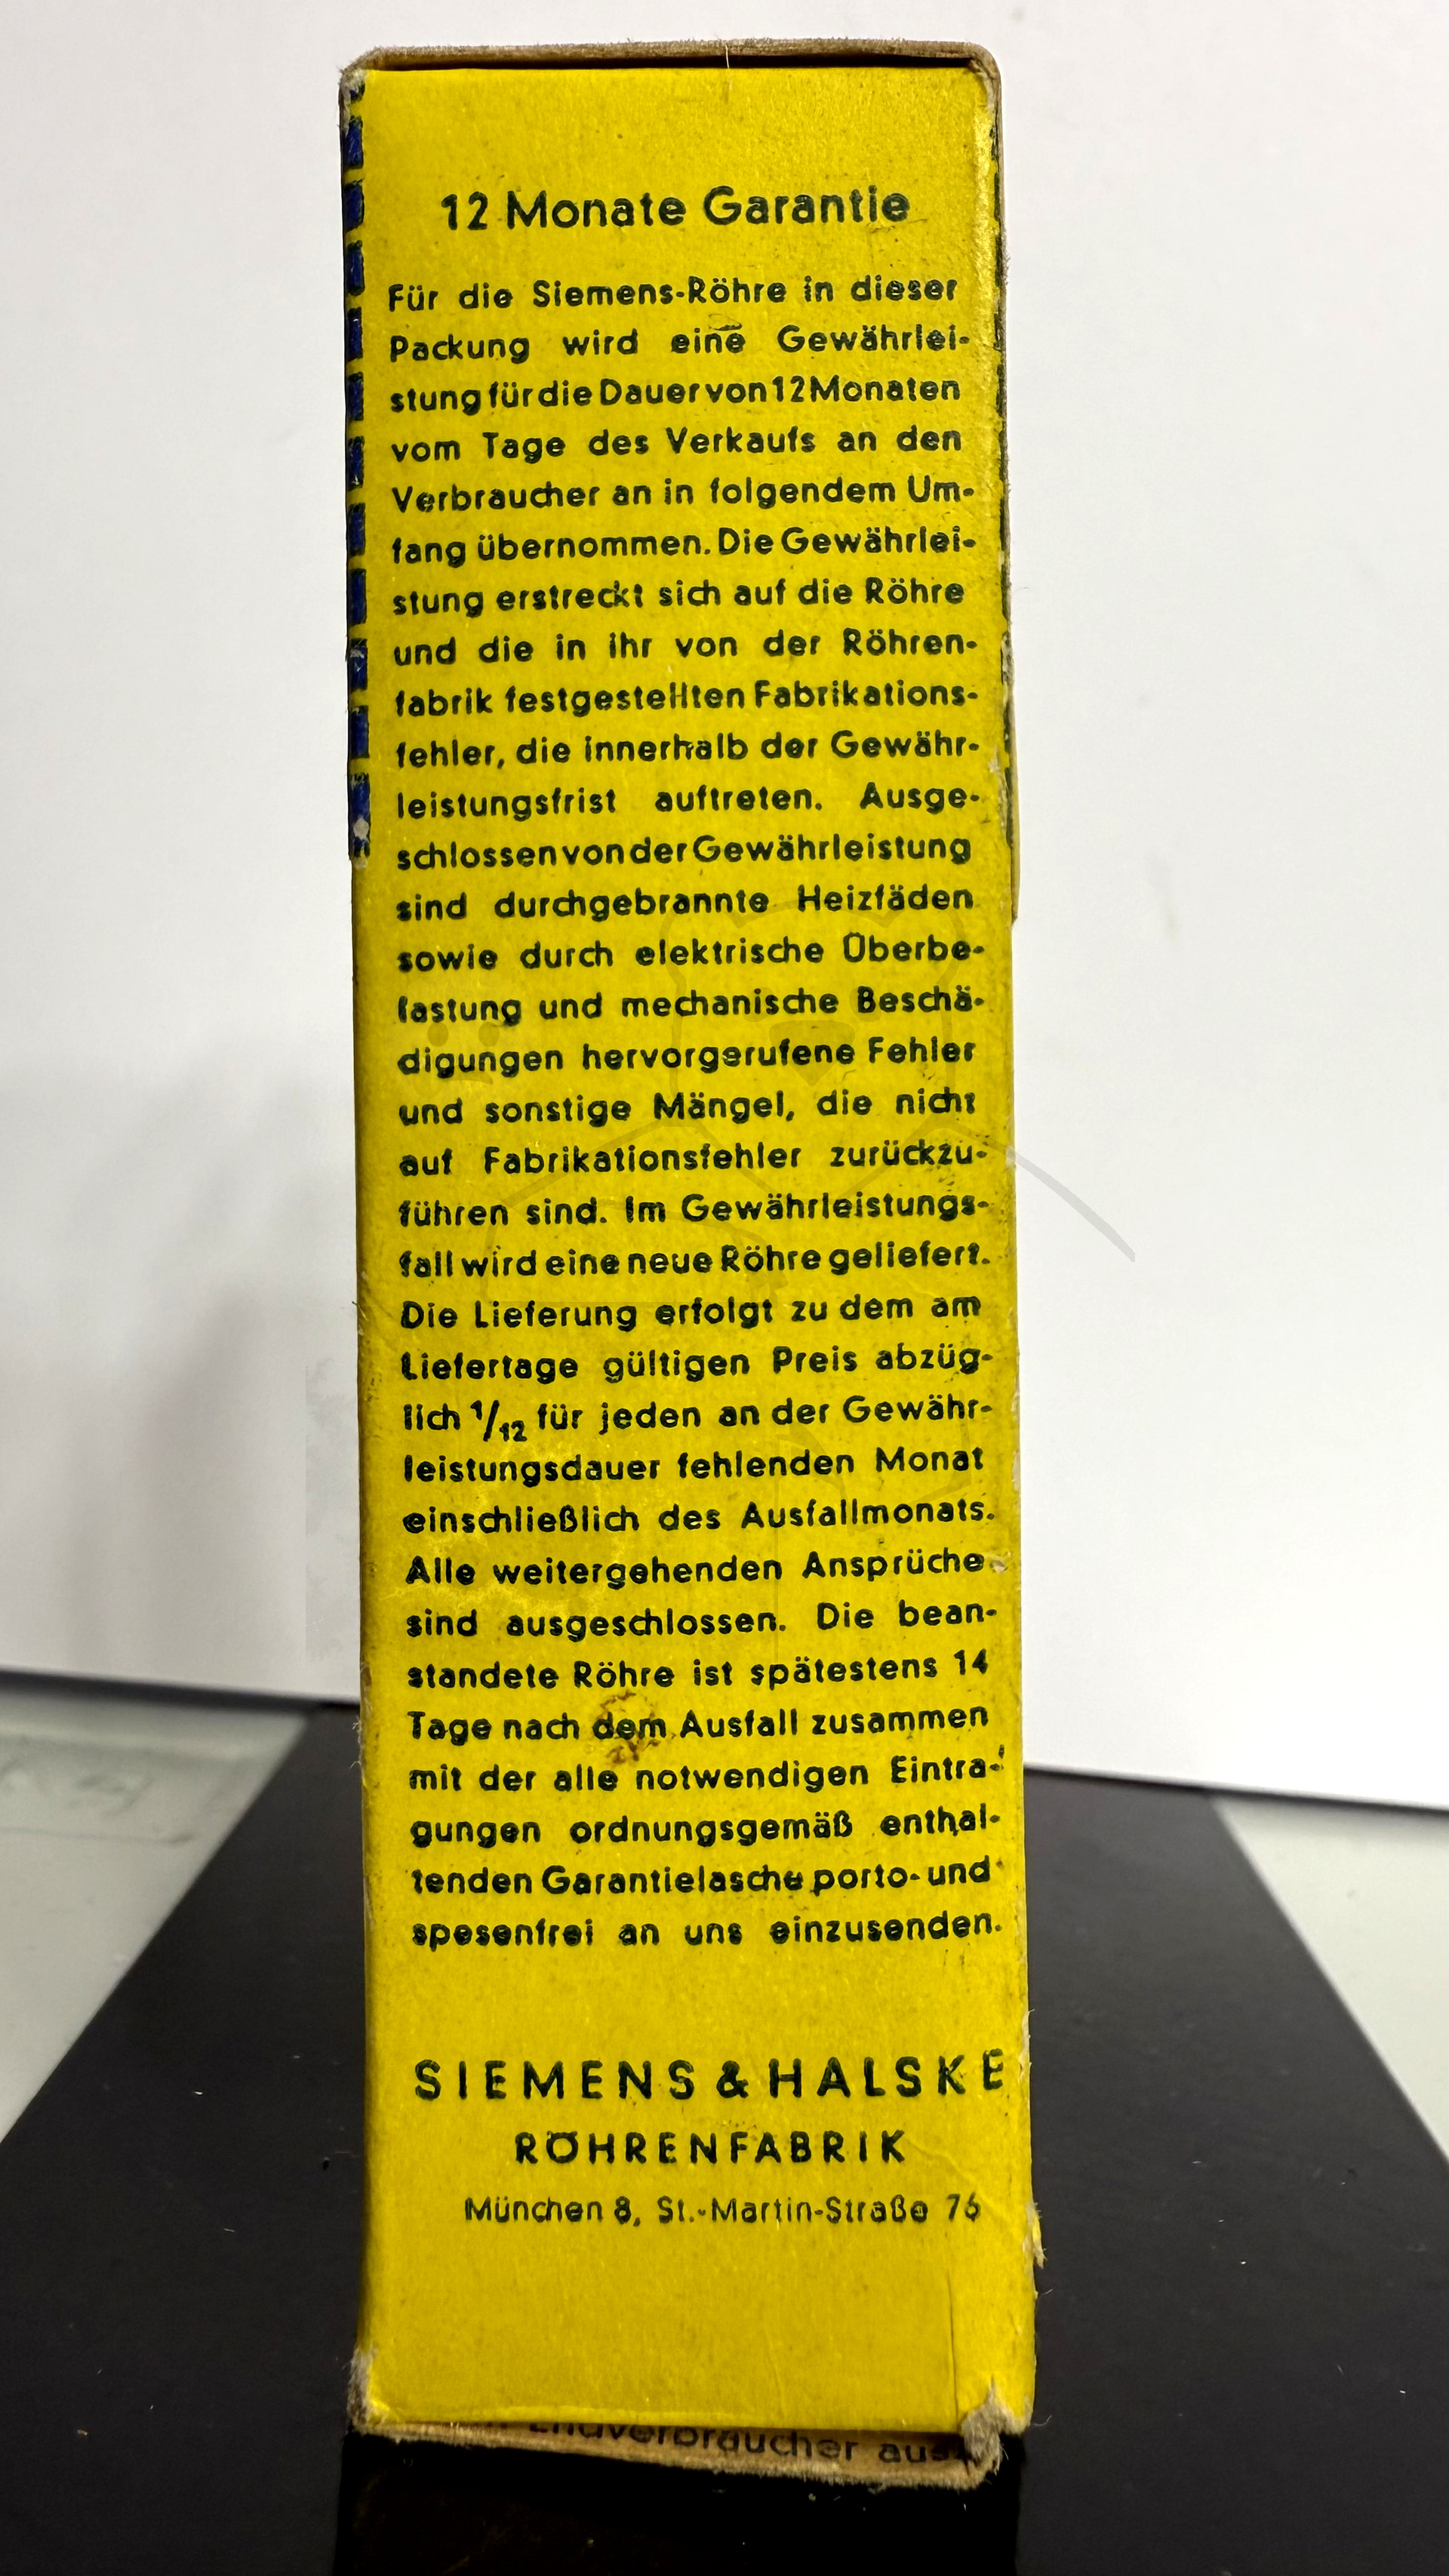 12 Monate Garantie
Für die Siemens-Röhre in dieser
Packung wird eine Gewährlei-
stung für die Dauer von 12 Monaten
vom Tage des Verkaufs an den
Verbraucher an in folgendem Um-
fang übernommen. Die Gewährlei-
stung erstreckt sich auf die Röhre
und die in ihr von der Röhren-
fabrik festgestellten Fabrikations-
fehler, die innerhalb der Gewähr-
leistungsfrist auftreten. Ausge-
schlossen von der Gewährleistung
sind durchgebrannte Heizfäden
sowie durch elektrische Überbe-
lastung und mechanische Beschä-
digungen hervorgerufene Fehler
und sonstige Mängel, die nicht
auf Fabrikationsfehler zurückzu-
führen sind. Im Gewährleistungs-
fall wird eine neue Röhre geliefert.
Die Lieferung erfolgt zu dem am
Liefertage gültigen Preis abzüg-
lich 1/12 für jeden an der Gewähr-
leistungsdauer fehlenden Monat
einschließlich des Ausfallmonats.
Alle weitergehenden Ansprüche
sind ausgeschlossen. Die bean-
standete Röhre ist spätestens 14
Tage nach dem Ausfall zusammen
mit der alle notwendigen Eintra-
gungen ordnungsgemäß enthal-
tenden Garantielasche porto- und
spesenfrei an uns einzusenden.
SIEMENS & HALSKE
RÖHRENFABRIK
München 8, St.-Martin-Straße 76
Endverbraucher